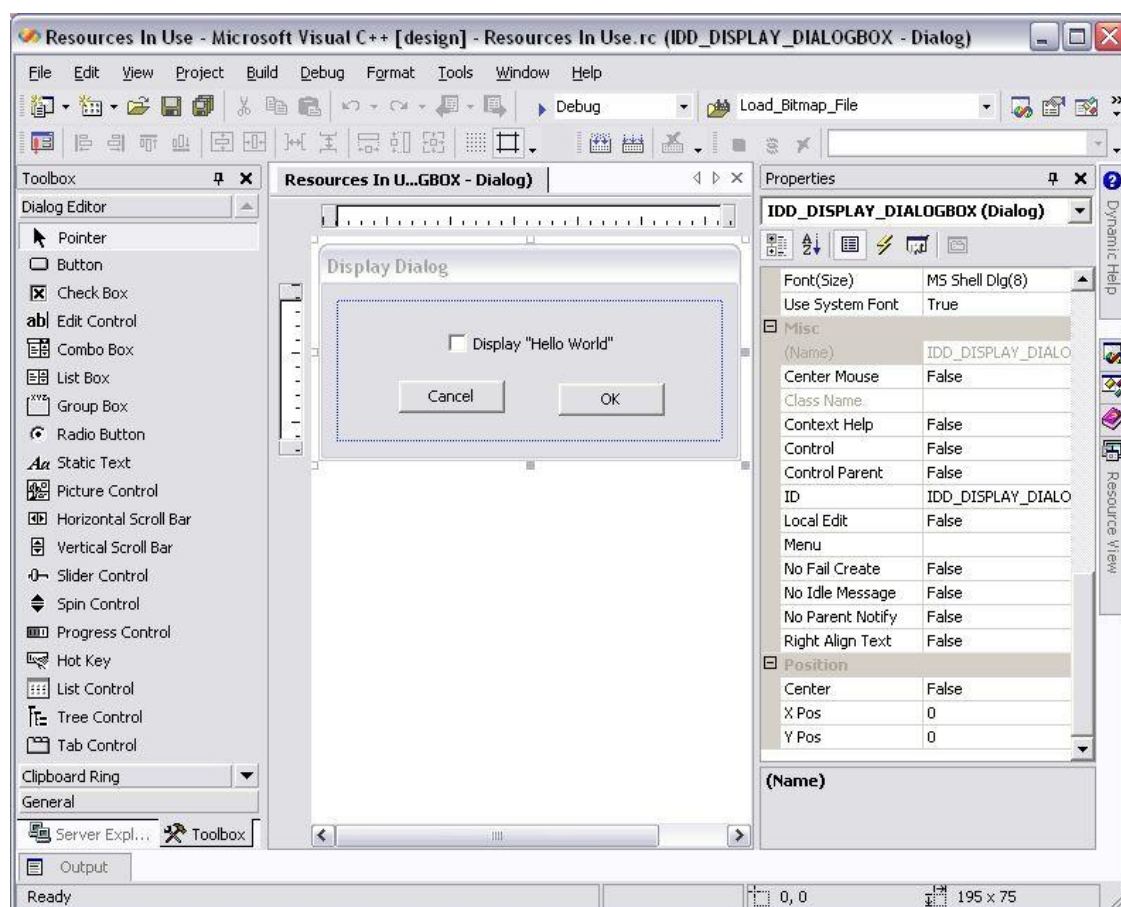 Resources In Use - Microsoft Visual C++ [design] - Resources In Use.rc (IDD_DISPLAY_DIALOGBOX - Dialog)
File Edit View Project Build Debug Format Tools Window Help
Debug Load_Bitmap_File
Toolbox
Dialog Editor
Pointer
Button
Check Box
ab| Edit Control
Combo Box
List Box
XYZ Group Box
Radio Button
Aa Static Text
Picture Control
Horizontal Scroll Bar
Vertical Scroll Bar
Slider Control
Spin Control
Progress Control
Hot Key
List Control
Tree Control
Tab Control
Clipboard Ring
General
Server Expl... Toolbox
Resources In U...GBOX - Dialog)
Display Dialog
Display "Hello World"
Cancel OK
Properties
IDD_DISPLAY_DIALOGBOX (Dialog)
Font(Size) MS Shell Dlg(8)
Use System Font True
Misc
(Name) IDD_DISPLAY_DIALO
Center Mouse False
Class Name
Context Help False
Control False
Control Parent False
ID IDD_DISPLAY_DIALO
Local Edit False
Menu
No Fail Create False
No Idle Message False
No Parent Notify False
Right Align Text False
Position
Center False
X Pos 0
Y Pos 0
(Name)
Dynamic Help
Resource View
Output
Ready 0, 0 195 x 75